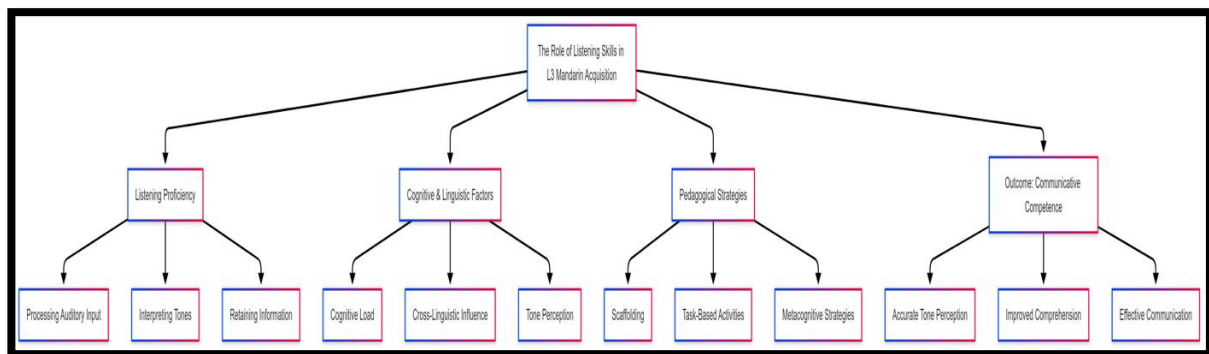 The Role of Listening Skills in
L3 Mandarin Acquisition
Listening Proficiency
Cognitive & Linguistic Factors
Pedagogical Strategies
Outcome: Communicative
Competence
Processing Auditory Input
Interpreting Tones
Retaining Information
Cognitive Load
Cross-Linguistic Influence
Tone Perception
Scaffolding
Task-Based Activities
Metacognitive Strategies
Accurate Tone Perception
Improved Comprehension
Effective Communication